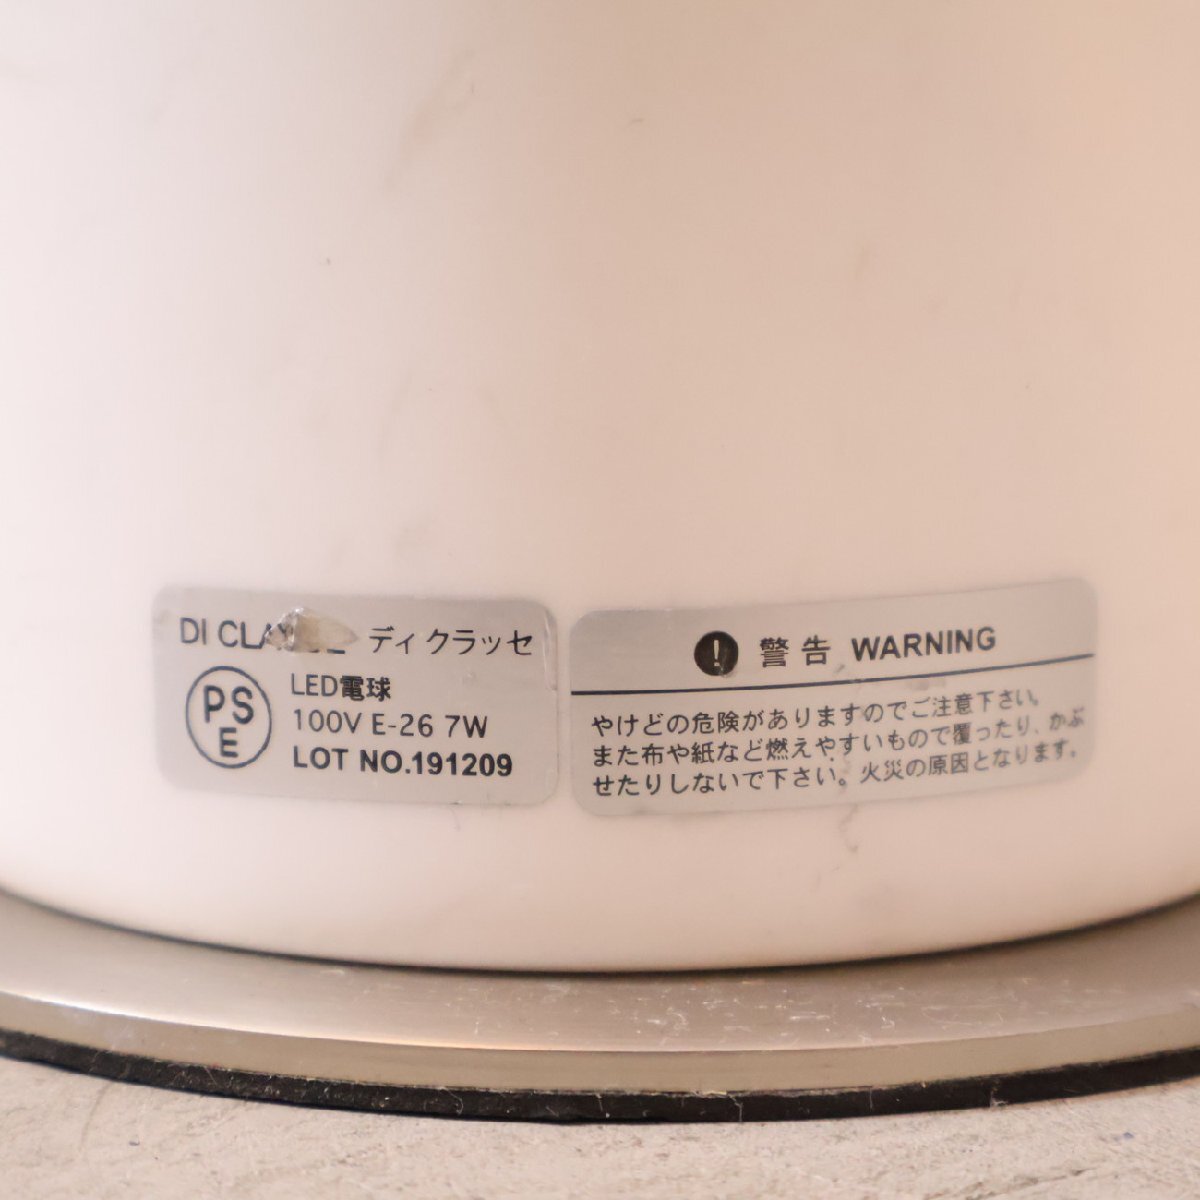 DI ディ クラッセ
PS
E
LED電球
100V E-26 7W
LOT NO.191209
! 警告 WARNING
やけどの危険がありますのでご注意下さい。
また布や紙など燃えやすいもので覆ったり、かぶ
せたりしないで下さい。火災の原因となります。